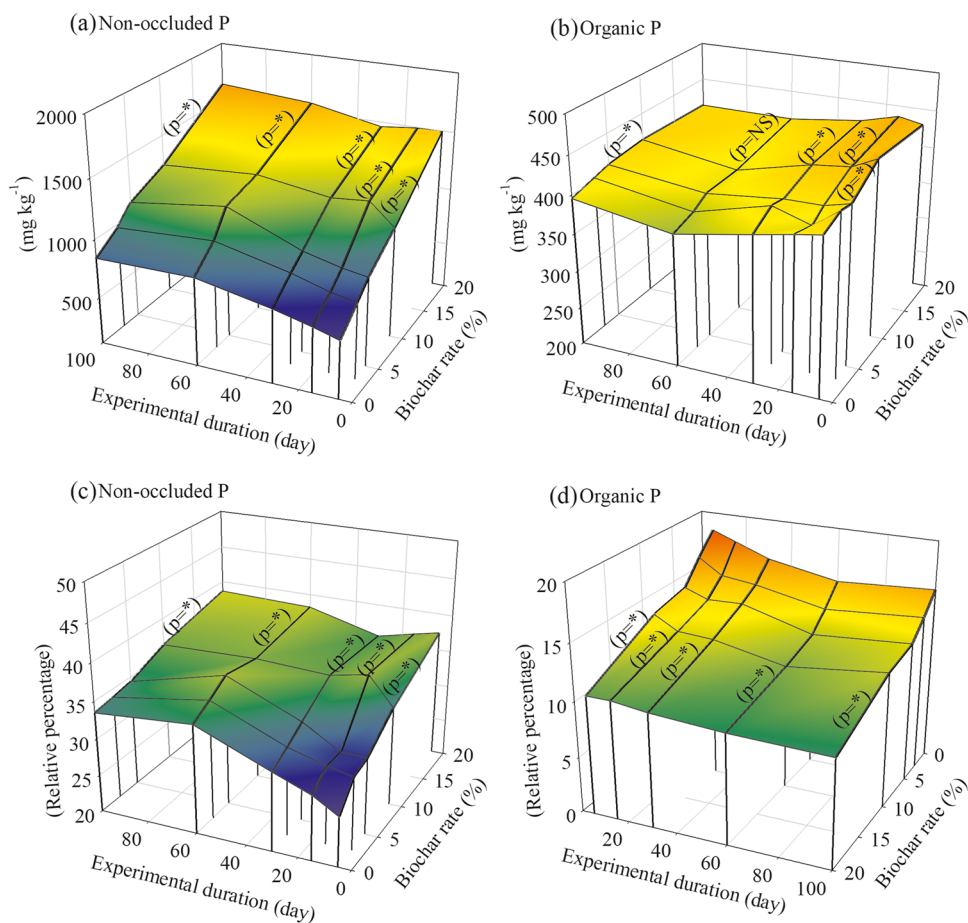 (a) Non-occluded P
(mg kg-1)
2000
1500
1000
500
100
80
60
40
20
0
Experimental duration (day)
0
5
10
15
20
Biochar rate (%)
(p=*)
(p=*)
(p=*)
(p=*)
(p=*)
(b) Organic P
(mg kg-1)
500
450
400
350
300
250
200
80
60
40
20
0
Experimental duration (day)
0
5
10
15
20
Biochar rate (%)
(p=*)
(p=NS)
(p=*)
(p=*)
(p=*)
(c) Non-occluded P
(Relative percentage)
50
45
40
35
30
25
20
80
60
40
20
0
Experimental duration (day)
0
5
10
15
20
Biochar rate (%)
(p=*)
(p=*)
(p=*)
(p=*)
(p=*)
(d) Organic P
(Relative percentage)
20
15
10
5
0
20
40
60
80
100
Experimental duration (day)
20
15
10
5
0
Biochar rate (%)
(p=*)
(p=*)
(p=*)
(p=*)
(p=*)